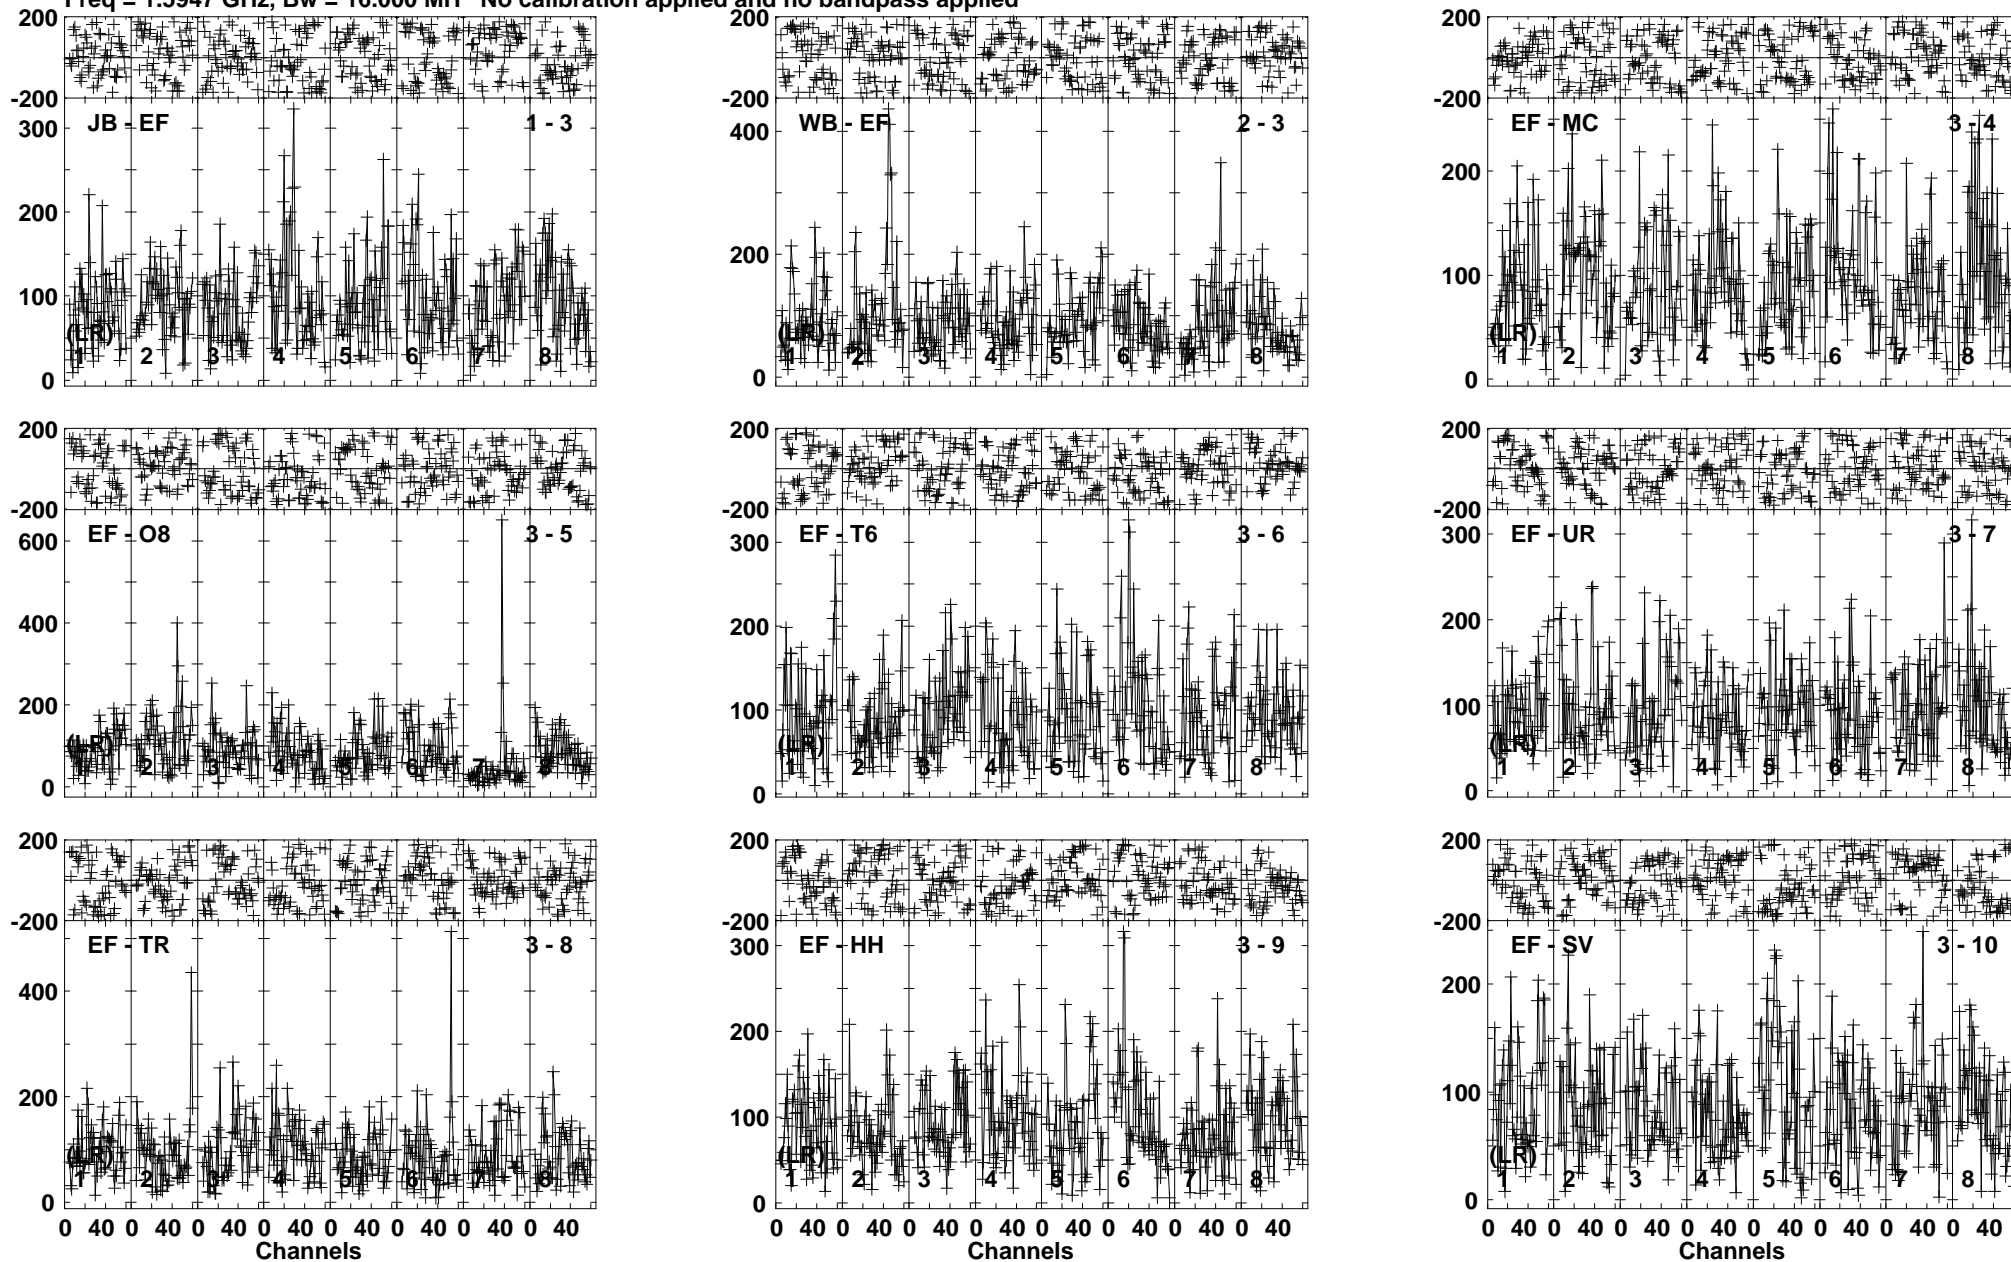 Freq = 1.5947 GHz, Bw = 16.000 MH No calibration applied and no bandpass applied
200 200 200
-200 -200 -200
JB - EF 1 - 3 WB - EF 2 - 3 EF - MC 3 - 4
300 400
200
200
200
100 100
(LR) (LR) (LR)
1 2 3 4 5 6 7 8 1 2 3 4 5 6 7 8 1 2 3 4 5 6 7 8
0 0 0
200 200 200
-200 -200 -200
EF - O8 3 - 5 EF - T6 3 - 6 EF - UR 3 - 7
600 300 300
400 200 200
200 100 100
(LR) (LR) (LR)
1 2 3 4 5 6 7 8 1 2 3 4 5 6 7 8 1 2 3 4 5 6 7 8
0 0 0
200 200 200
-200 -200 -200
EF - TR 3 - 8 EF - HH 3 - 9 EF - SV 3 - 10
400 300 200
200 200 100
100
(LR) (LR) (LR)
1 2 3 4 5 6 7 8 1 2 3 4 5 6 7 8 1 2 3 4 5 6 7 8
0 0 0
0 40 0 40 0 40 0 40 0 40 0 40 0 40 0 40 0 40 0 40 0 40 0 40 0 40 0 40 0 40 0 40 0 40 0 40 0 40 0 40 0 40 0 40 0 40 0 40
Channels Channels Channels